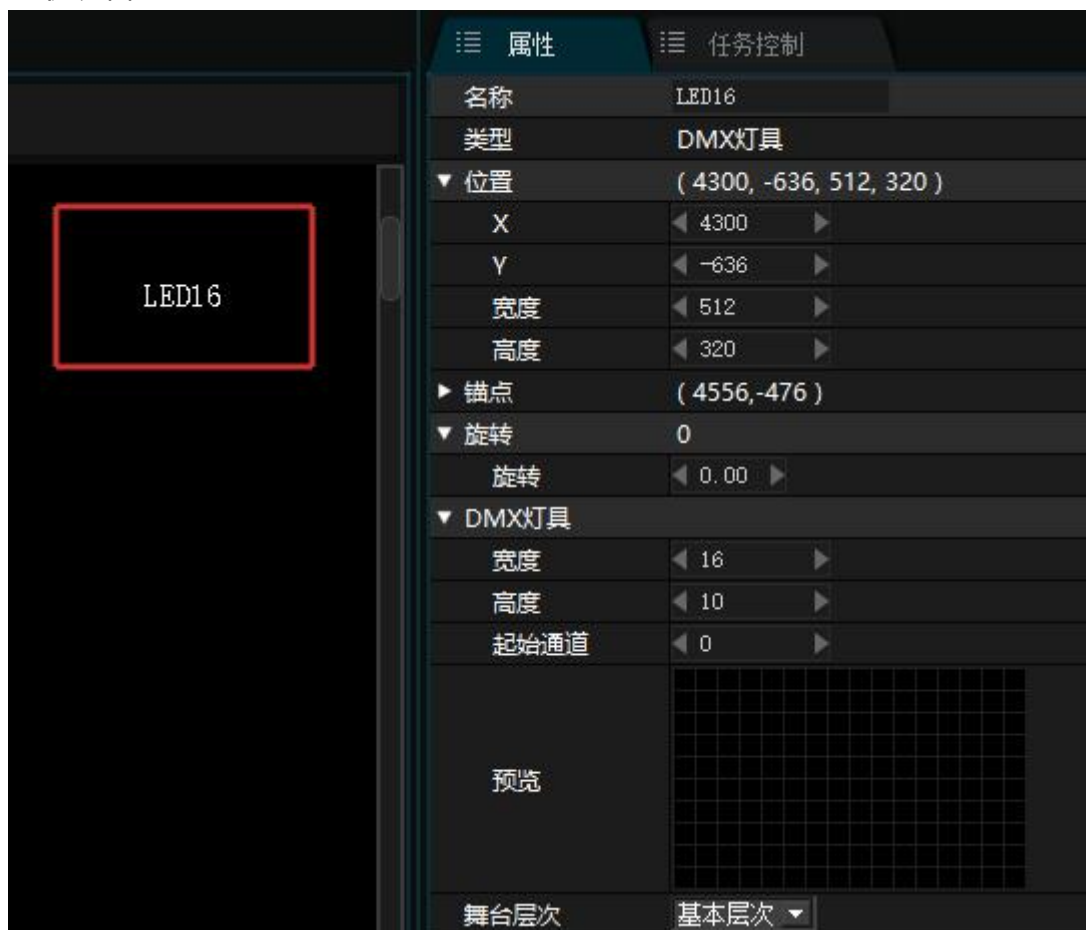 属性 任务控制
名称 LED16
类型 DMX灯具
位置 ( 4300, -636, 512, 320 )
X 4300
Y -636
LED16
宽度 512
高度 320
锚点 ( 4556,-476 )
旋转 0
旋转 0.00
DMX灯具
宽度 16
高度 10
起始通道 0
预览
舞台层次 基本层次